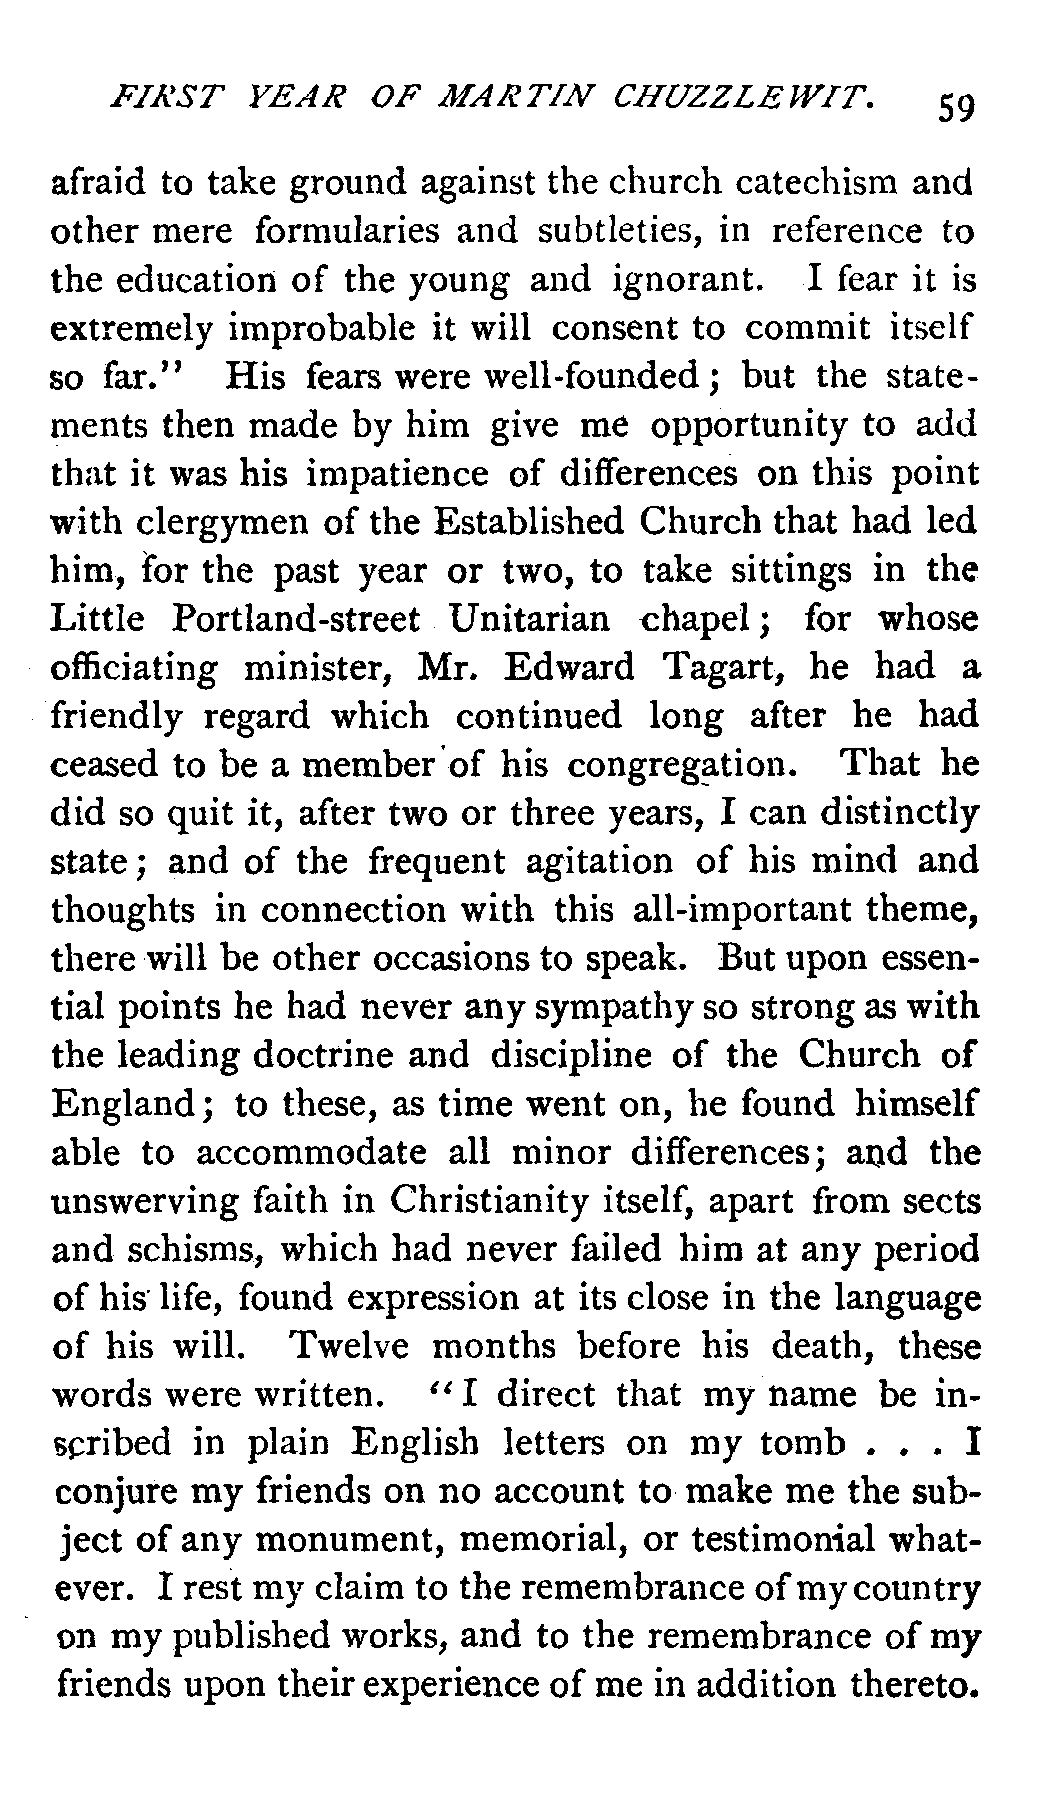 FIRST YEAR OF MARTIN CHUZZLEWIT. 59
afraid to take ground against the church catechism and
other mere formularies and subtleties, in reference to
the education of the young and ignorant. I fear it is
extremely improbable it will consent to commit itself
so far." His fears were well-founded; but the state-
ments then made by him give me opportunity to add
that it was his impatience of differences on this point
with clergymen of the Established Church that had led
him, for the past year or two, to take sittings in the
Little Portland-street Unitarian chapel; for whose
officiating minister, Mr. Edward Tagart, he had a
friendly regard which continued long after he had
ceased to be a member of his congregation. That he
did so quit it, after two or three years, I can distinctly
state; and of the frequent agitation of his mind and
thoughts in connection with this all-important theme,
there will be other occasions to speak. But upon essen-
tial points he had never any sympathy so strong as with
the leading doctrine and discipline of the Church of
England; to these, as time went on, he found himself
able to accommodate all minor differences; and the
unswerving faith in Christianity itself, apart from sects
and schisms, which had never failed him at any period
of his life, found expression at its close in the language
of his will. Twelve months before his death, these
words were written. "I direct that my name be in-
scribed in plain English letters on my tomb . . . I
conjure my friends on no account to make me the sub-
ject of any monument, memorial, or testimonial what-
ever. I rest my claim to the remembrance of my country
on my published works, and to the remembrance of my
friends upon their experience of me in addition thereto.